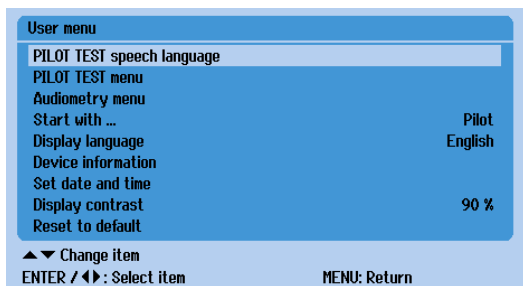 User menu
PILOT TEST speech language
PILOT TEST menu
Audiometry menu
Start with ... Pilot
Display language English
Device information
Set date and time
Display contrast 90 %
Reset to default
▲▼ Change item
ENTER / ◀▶: Select item MENU: Return